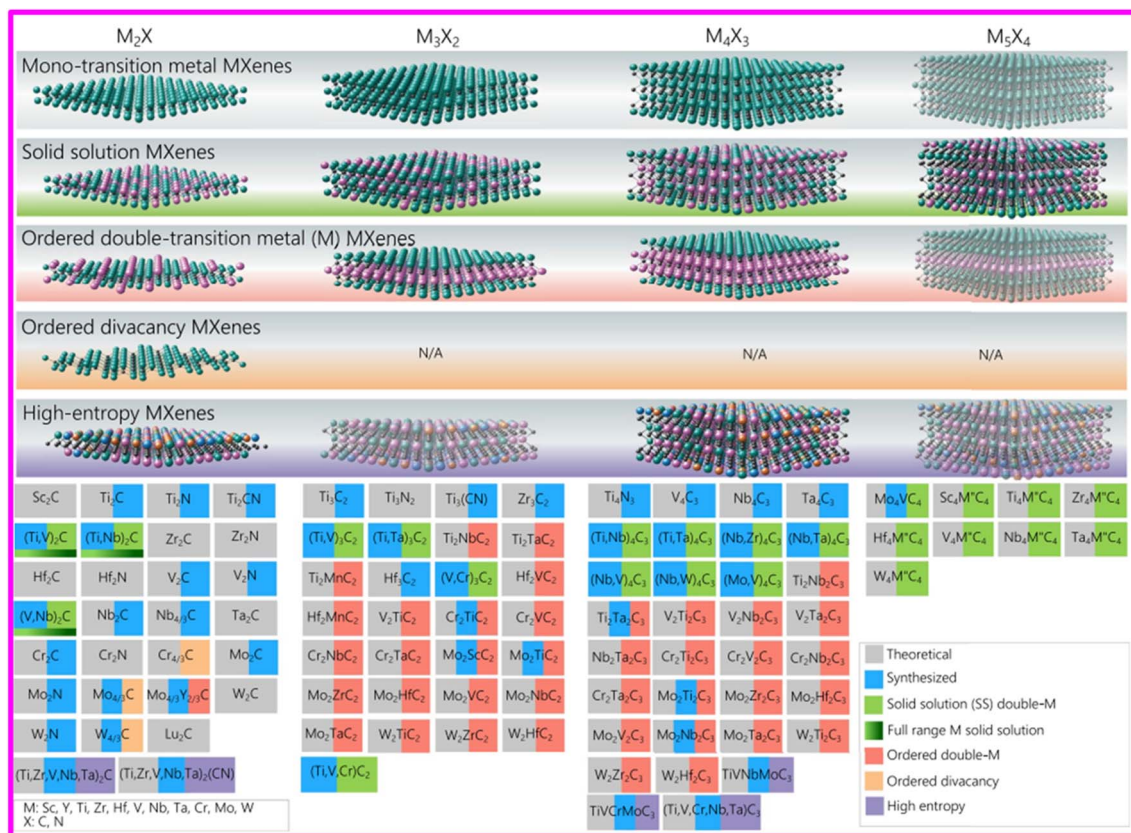 M₂X M₃X₂ M₄X₃ M₅X₄
Mono-transition metal MXenes
Solid solution MXenes
Ordered double-transition metal (M) MXenes
Ordered divacancy MXenes
N/A N/A N/A
High-entropy MXenes
Sc₂C Ti₂C Ti₂N Ti₂CN Ti₃C₂ Ti₃N₂ Ti₃(CN) Zr₃C₂ Ti₄N₃ V₄C₃ Nb₄C₃ Ta₄C₃ Mo₄VC₄ Sc₄M"C₄ Ti₄M"C₄ Zr₄M"C₄
(Ti,V)₂C (Ti,Nb)₂C Zr₂C Zr₂N (Ti,V)₃C₂ (Ti,Ta)₃C₂ Ti₂NbC₂ Ti₂TaC₂ (Ti,Nb)₄C₃ (Ti,Ta)₄C₃ (Nb,Zr)₄C₃ (Nb,Ta)₄C₃ Hf₄M"C₄ V₄M"C₄ Nb₄M"C₄ Ta₄M"C₄
Hf₂C Hf₂N V₂C V₂N Ti₂MnC₂ Hf₃C₂ (V,Cr)₃C₂ Hf₂VC₂ (Nb,V)₄C₃ (Nb,W)₄C₃ (Mo,V)₄C₃ Ti₂Nb₂C₃ W₄M"C₄
(V,Nb)₂C Nb₂C Nb₄/₃C Ta₂C Hf₂MnC₂ V₂TiC₂ Cr₂TiC₂ Cr₂VC₂ Ti₂Ta₂C₃ V₂Ti₂C₃ V₂Nb₂C₃ V₂Ta₂C₃
Cr₂C Cr₂N Cr₄/₃C Mo₂C Cr₂NbC₂ Cr₂TaC₂ Mo₂ScC₂ Mo₂TiC₂ Nb₂Ta₂C₃ Cr₂Ti₂C₃ Cr₂V₂C₃ Cr₂Nb₂C₃
Mo₂N Mo₄/₃C Mo₄/₃Y₂/₃C W₂C Mo₂ZrC₂ Mo₂HfC₂ Mo₂VC₂ Mo₂NbC₂ Cr₂Ta₂C₃ Mo₂Ti₂C₃ Mo₂Zr₂C₃ Mo₂Hf₂C₃
W₂N W₄/₃C Lu₂C Mo₂TaC₂ W₂TiC₂ W₂ZrC₂ W₂HfC₂ Mo₂V₂C₃ Mo₂Nb₂C₃ Mo₂Ta₂C₃ W₂Ti₂C₃
(Ti,Zr,V,Nb,Ta)₂C (Ti,Zr,V,Nb,Ta)₂(CN) (Ti,V,Cr)C₂ W₂Zr₂C₃ W₂Hf₂C₃ TiVNbMoC₃
TiVCrMoC₃ (Ti,V,Cr,Nb,Ta)C₃
M: Sc, Y, Ti, Zr, Hf, V, Nb, Ta, Cr, Mo, W
X: C, N
Theoretical
Synthesized
Solid solution (SS) double-M
Full range M solid solution
Ordered double-M
Ordered divacancy
High entropy